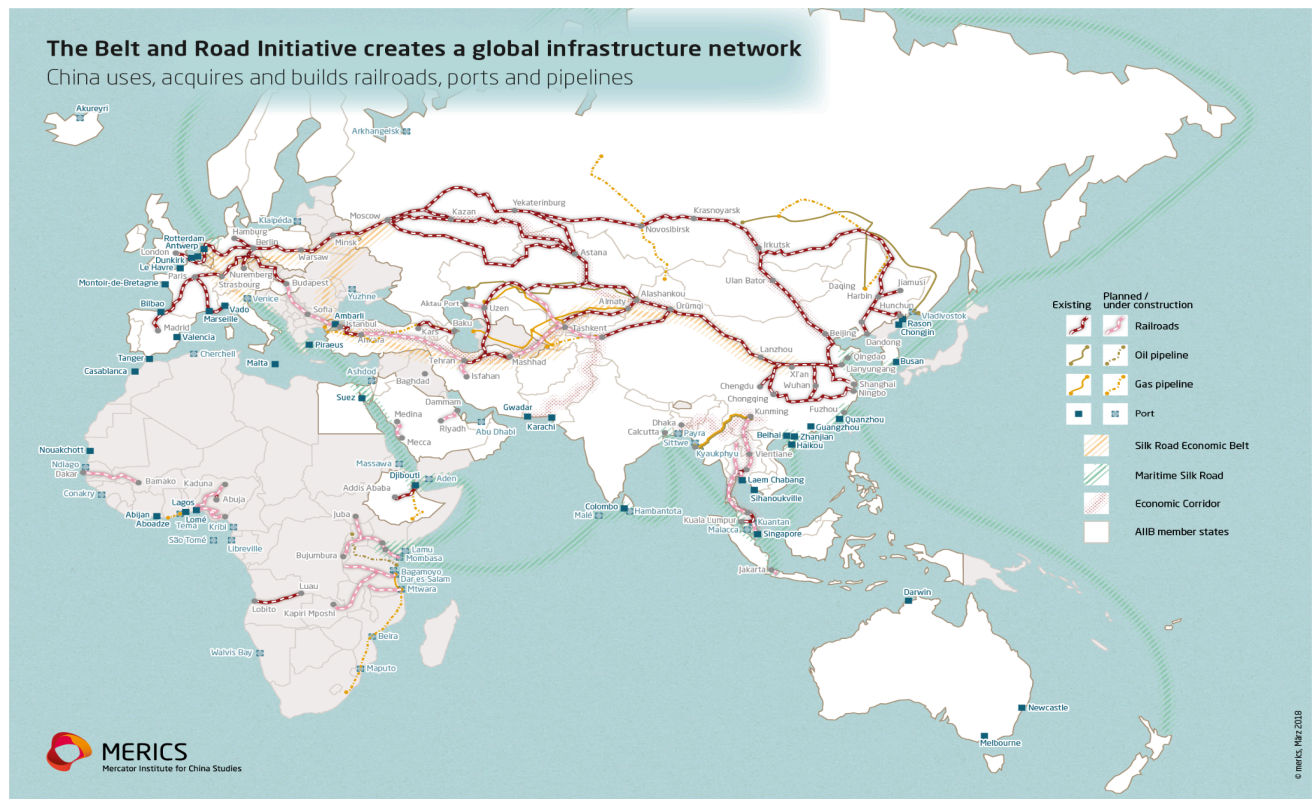 The Belt and Road Initiative creates a global infrastructure network
China uses, acquires and builds railroads, ports and pipelines
Akureyri
Arkhangelsk
Klaipéda
Moscow
Kazan
Yekaterinburg
Krasnoyarsk
Novosibirsk
Irkutsk
Rotterdam
Antwerp
Hamburg
Berlin
Minsk
Warsaw
London
Dunkirk
Le Havre
Paris
Nuremberg
Strasbourg
Budapest
Montoir-de-Bretagne
Venice
Yuzhne
Bilbao
Vado
Marseille
Madrid
Valencia
Sofia
Ambarli
Istanbul
Ankara
Kars
Baku
Aktau Port
Uzen
Astana
Almaty
Alashankou
Ürümqi
Tashkent
Ulan Bator
Daqing
Harbin
Jiamusi
Hunchun
Vladivostok
Rason
Chongjin
Dandong
Beijing
Busan
Tanger
Casablanca
Cherchell
Malta
Piraeus
Tehran
Mashhad
Isfahan
Ashdod
Baghdad
Suez
Lanzhou
Xi'an
Wuhan
Chengdu
Chongqing
Qingdao
Lianyungang
Shanghai
Ningbo
Fuzhou
Quanzhou
Guangzhou
Kunming
Beihai
Zhanjian
Haikou
Medina
Mecca
Dammam
Riyadh
Abu Dhabi
Gwadar
Karachi
Dhaka
Calcutta
Payra
Sittwe
Kyaukphyu
Vientiane
Laem Chabang
Sihanoukville
Nouakchott
Ndiago
Dakar
Bamako
Conakry
Kaduna
Abuja
Lagos
Abijan
Aboadze
Lomé
Tema
Kribi
São Tomé
Libreville
Massawa
Djibouti
Aden
Addis Ababa
Juba
Colombo
Malé
Hambantota
Kuala Lumpur
Kuantan
Malacca
Singapore
Jakarta
Bujumbura
Lamu
Mombasa
Bagamoyo
Dar es Salam
Mtwara
Luau
Lobito
Kapiri Mposhi
Beira
Walvis Bay
Maputo
Darwin
Newcastle
Melbourne
Existing
Planned /
under construction
Railroads
Oil pipeline
Gas pipeline
Port
Silk Road Economic Belt
Maritime Silk Road
Economic Corridor
AIIB member states
MERICS
Mercator Institute for China Studies
© merics, März 2018